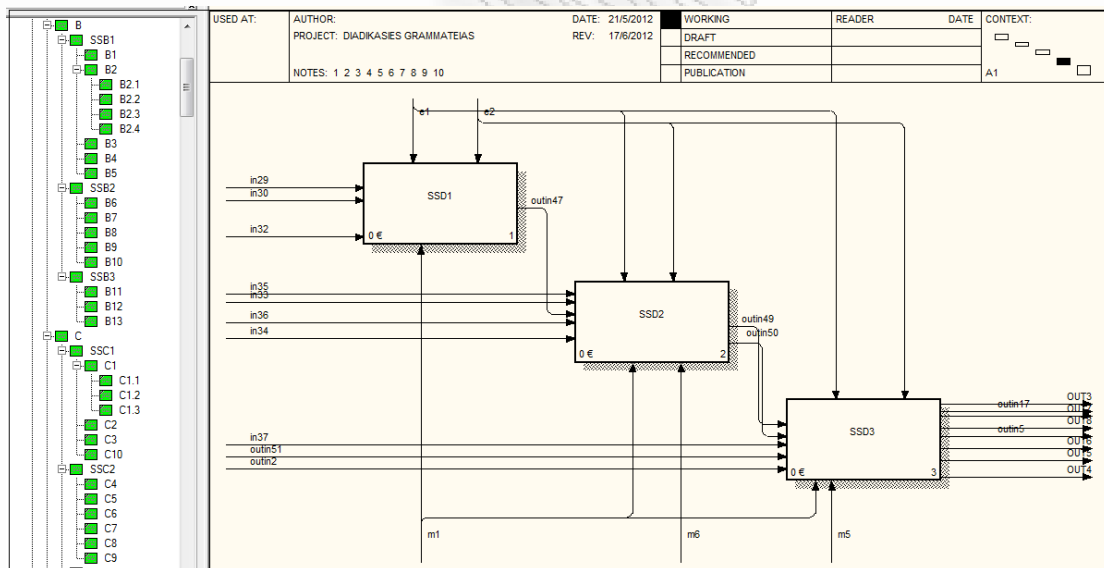 B
SSB1
B1
B2
B2.1
B2.2
B2.3
B2.4
B3
B4
B5
SSB2
B6
B7
B8
B9
B10
SSB3
B11
B12
B13
C
SSC1
C1
C1.1
C1.2
C1.3
C2
C3
C10
SSC2
C4
C5
C6
C7
C8
C9
USED AT: AUTHOR: DATE: 21/5/2012 WORKING READER DATE CONTEXT:
PROJECT: DIADIKASIES GRAMMATEIAS REV: 17/6/2012 DRAFT
RECOMMENDED
NOTES: 1 2 3 4 5 6 7 8 9 10 PUBLICATION A1
e1 e2
in29
in30
SSD1
outin47
in32
0 € 1
in35
in33
SSD2
in36
outin49
in34
outin50
0 € 2
OUT3
outin17
SSD3
outin5
in37
outin51
outin2
OUT5
0 € 3
OUT4
m1 m6 m5